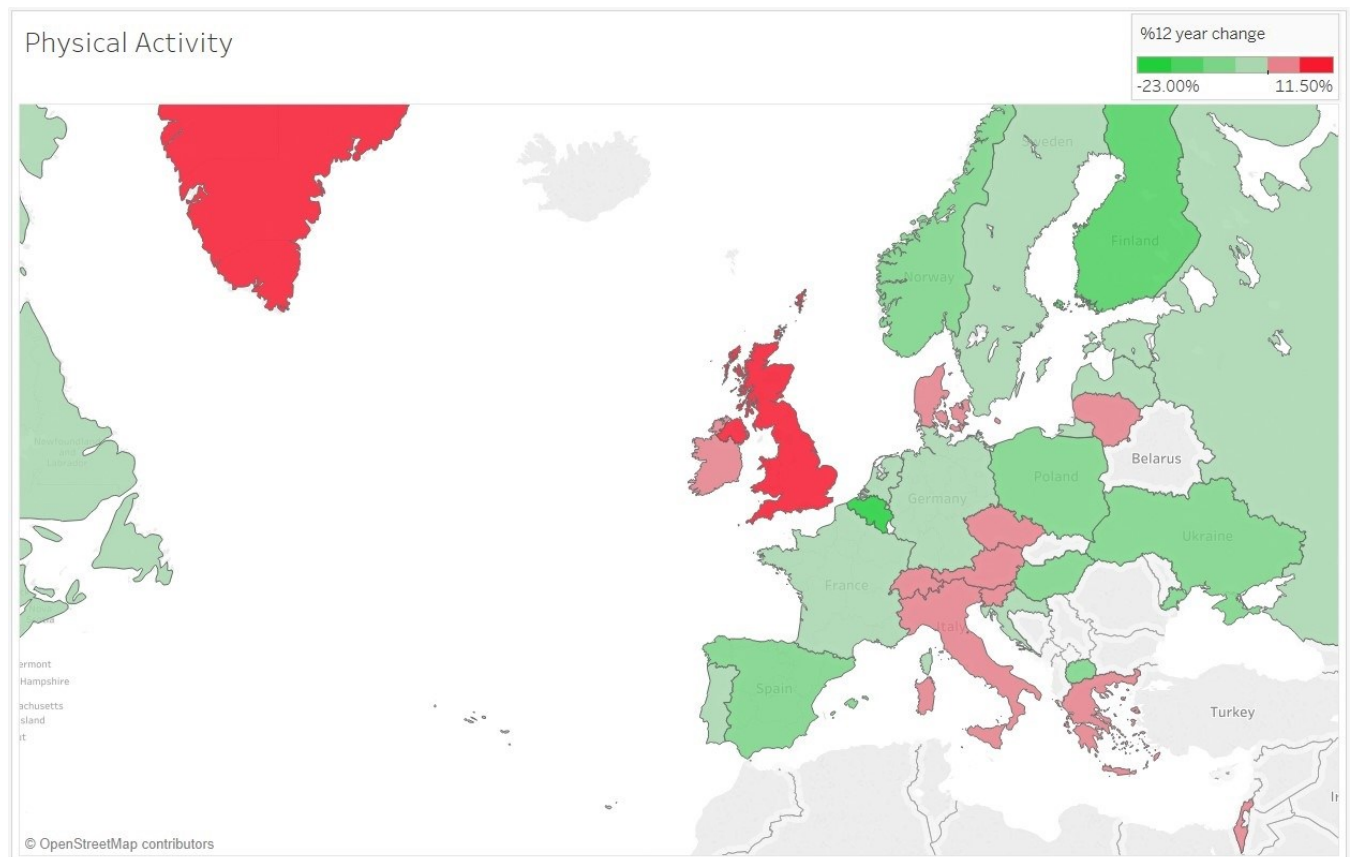 Physical Activity
%12 year change
-23.00%
11.50%
Sweden
Finland
Norway
Newfoundland
and
Labrador
Belarus
Poland
Germany
Ukraine
France
Italy
ermont
Hampshire
Spain
achusetts
sland
Turkey
© OpenStreetMap contributors